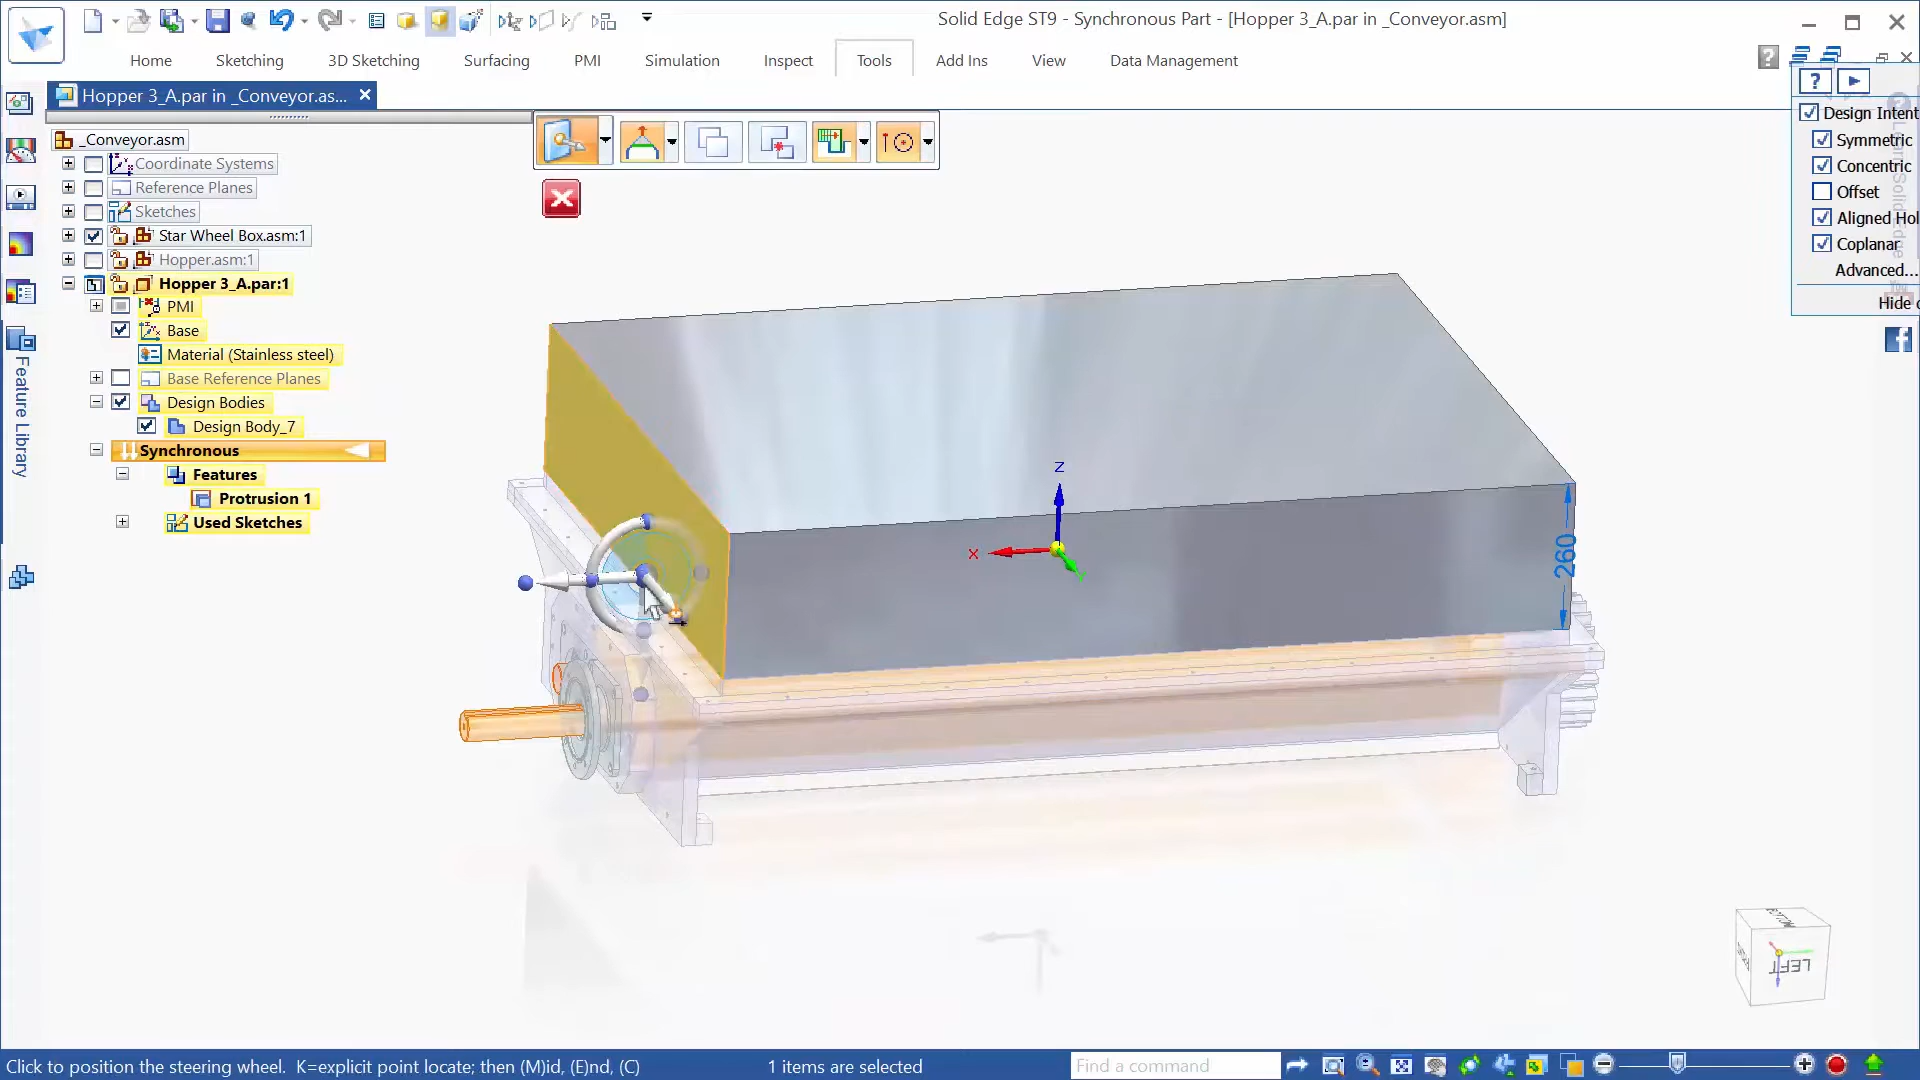 Solid Edge ST9 - Synchronous Part - [Hopper 3_A.par in _Conveyor.asm]
Home
Sketching
3D Sketching
Surfacing
PMI
Simulation
Inspect
Tools
Add Ins
View
Data Management
Hopper 3_A.par in _Conveyor.as...
_Conveyor.asm
Coordinate Systems
Reference Planes
Sketches
Star Wheel Box.asm:1
Hopper.asm:1
Hopper 3_A.par:1
PMI
Base
Material (Stainless steel)
Base Reference Planes
Design Bodies
Design Body_7
Synchronous
Features
Protrusion 1
Used Sketches
Feature Library
Design Intent
Symmetric
Concentric
Offset
Aligned Hol
Coplanar
Advanced...
Hide
Z
X
Y
260
LEFT
Click to position the steering wheel. K=explicit point locate; then (M)id, (E)nd, (C)
1 items are selected
Find a command